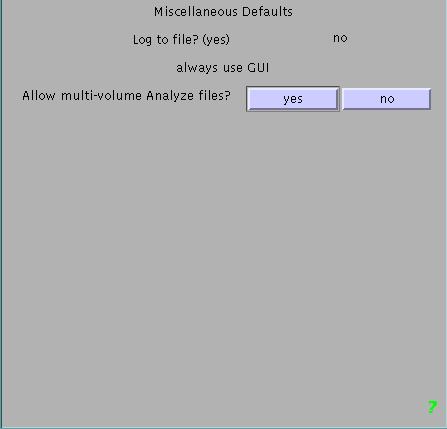 Miscellaneous Defaults
Log to file? (yes) no
always use GUI
Allow multi-volume Analyze files? yes no
?